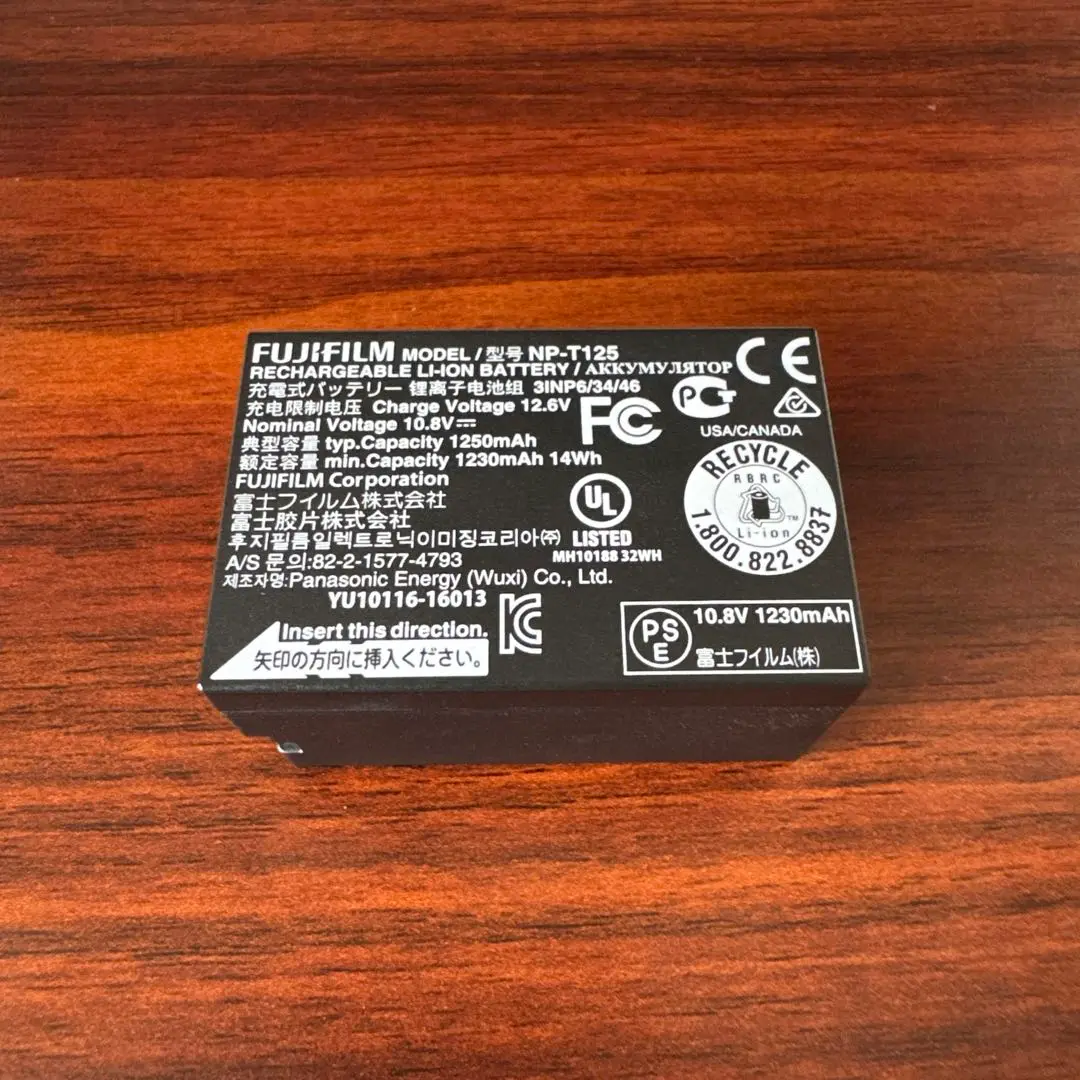 FUJIFILM MODEL/型号 NP-T125
RECHARGEABLE LI-ION BATTERY/АККУМУЛЯТОР
充電式バッテリー 锂离子电池组 3INP6/34/46
充电限制电压 Charge Voltage 12.6V
Nominal Voltage 10.8V⎓
典型容量 typ.Capacity 1250mAh
额定容量 min.Capacity 1230mAh 14Wh
FUJIFILM Corporation
富士フイルム株式会社
富士胶片株式会社
후지필름일렉트로닉이미징코리아㈜
A/S 문의:82-2-1577-4793
제조자명:Panasonic Energy (Wuxi) Co., Ltd.
YU10116-16013
Insert this direction.
矢印の方向に挿入ください。
CE
FC
PCT
USA/CANADA
RECYCLE
RBRC
Li-ion
TM
1.800.822.8837
UL
LISTED
MH10188 32WH
KC
PS
E
10.8V 1230mAh
富士フイルム(株)